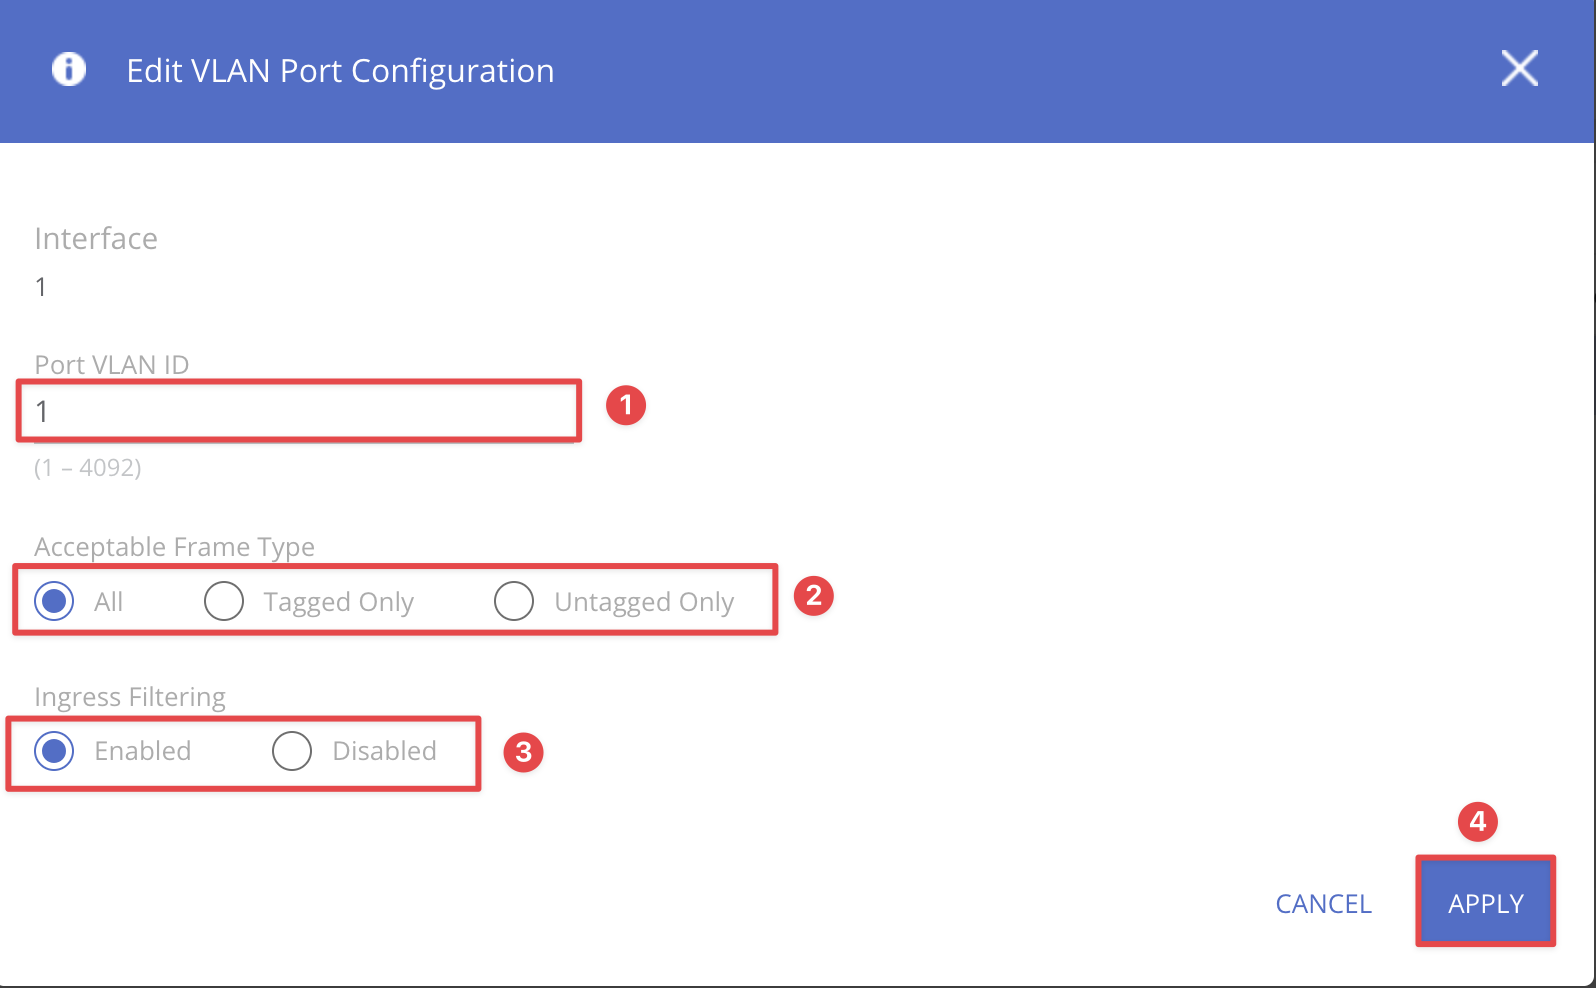 Edit VLAN Port Configuration
Interface
1
Port VLAN ID
1
1
(1 – 4092)
Acceptable Frame Type
All Tagged Only Untagged Only
2
Ingress Filtering
Enabled Disabled
3
4
CANCEL APPLY